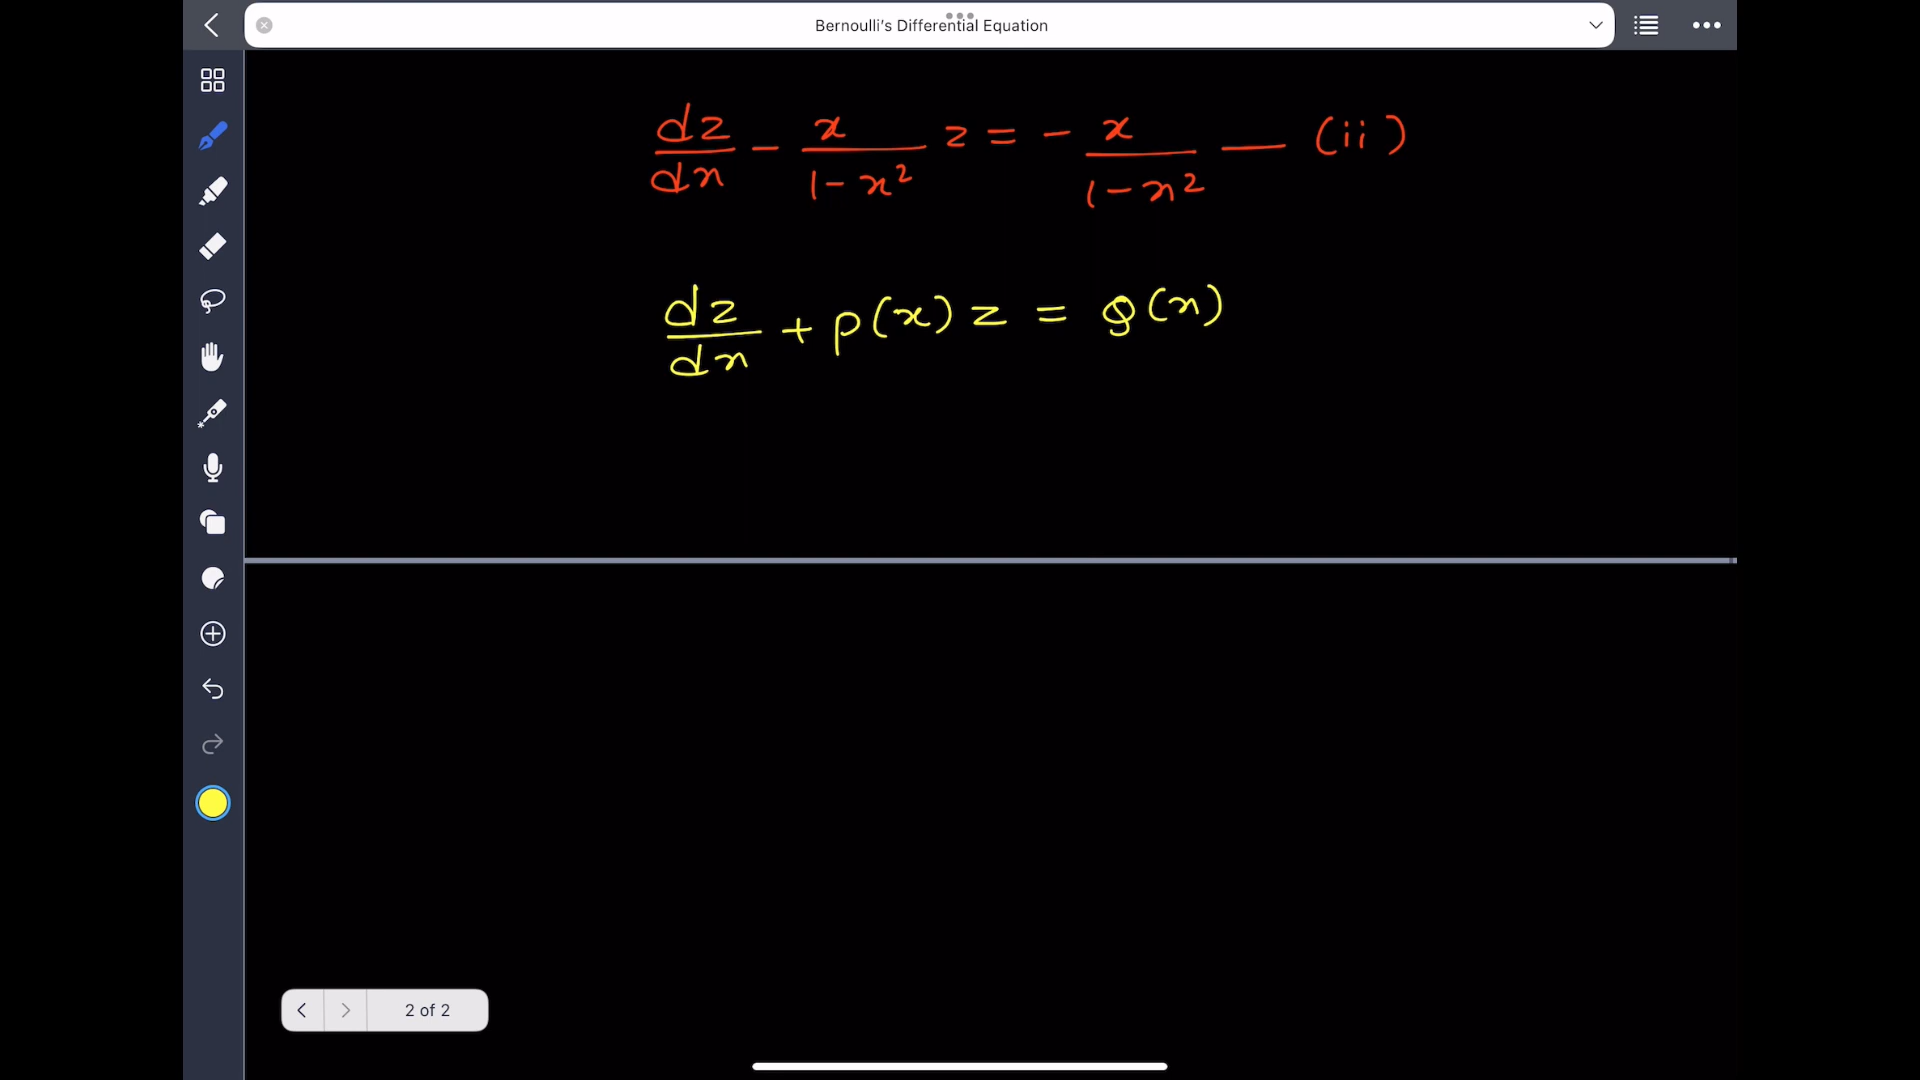 Bernoulli's Differential Equation
dz/dx - x/1-x² z = - x/1-x² — (ii)
dz/dx + p(x) z = Q(x)
2 of 2